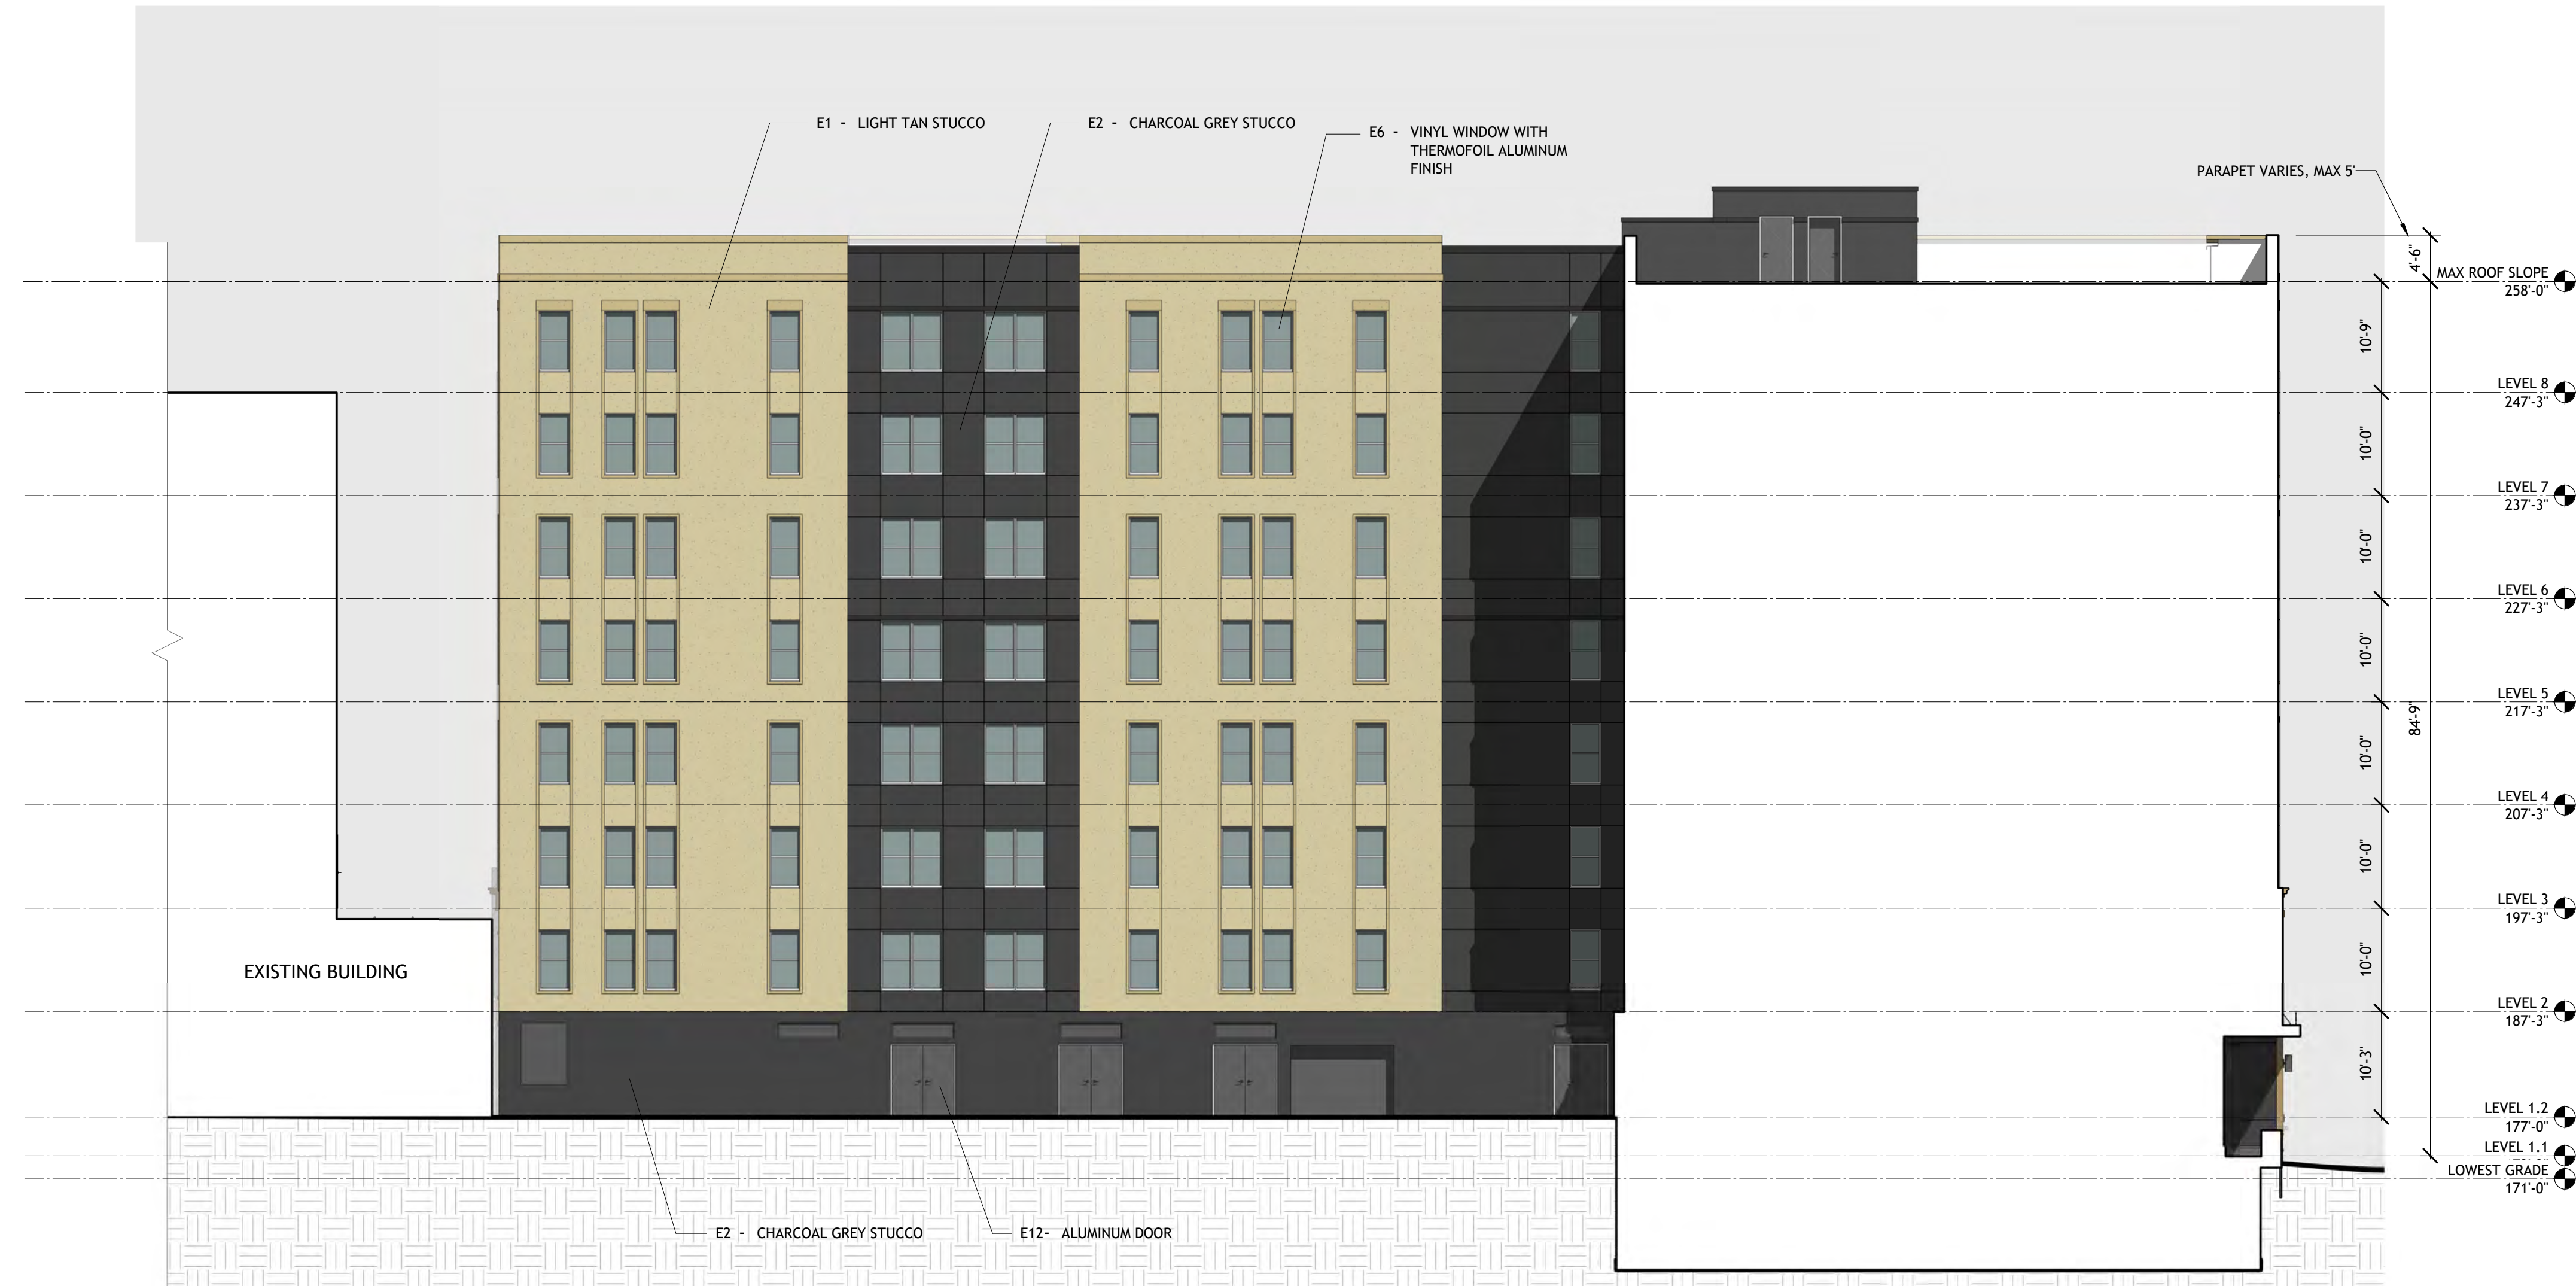 E1 - LIGHT TAN STUCCO
E2 - CHARCOAL GREY STUCCO
E6 - VINYL WINDOW WITH
THERMOFOIL ALUMINUM
FINISH
PARAPET VARIES, MAX 5'
4'-6"
MAX ROOF SLOPE
258'-0"
10'-9"
LEVEL 8
247'-3"
10'-0"
LEVEL 7
237'-3"
10'-0"
LEVEL 6
227'-3"
10'-0"
LEVEL 5
217'-3"
84'-9"
10'-0"
LEVEL 4
207'-3"
10'-0"
LEVEL 3
197'-3"
10'-0"
EXISTING BUILDING
LEVEL 2
187'-3"
10'-3"
LEVEL 1.2
177'-0"
LEVEL 1.1
LOWEST GRADE
171'-0"
E2 - CHARCOAL GREY STUCCO
E12- ALUMINUM DOOR